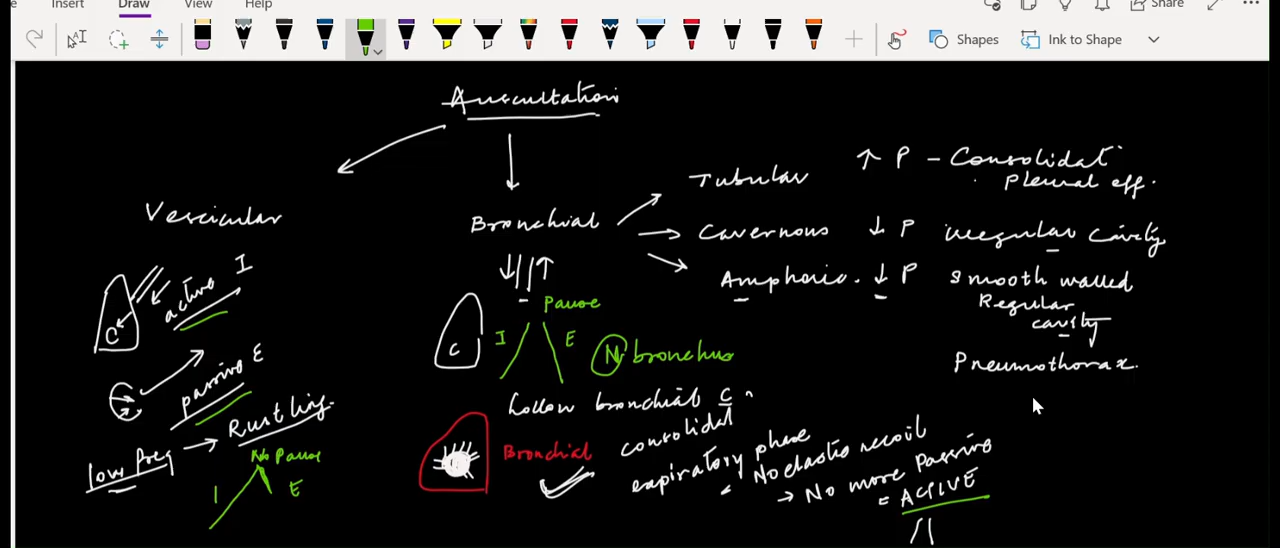 Insert Draw View Help Share
Shapes Ink to Shape
Auscultation
Vescicular
active I
C
passive E
Low Freq → Rustling.
No Pause
I E
Bronchial
Pause
I E
C
N bronchus
Hollow bronchial C
Bronchial
consolidat
expiratory phase
No elastic recoil
→ No more Passive
= ACTIVE
Tubular ↑ P - Consolidat
Pleural eff.
Cavernous ↓ P irregular cavity
Amphoric. ↓ P Smooth walled
Regular
cavity
Pneumothorax.